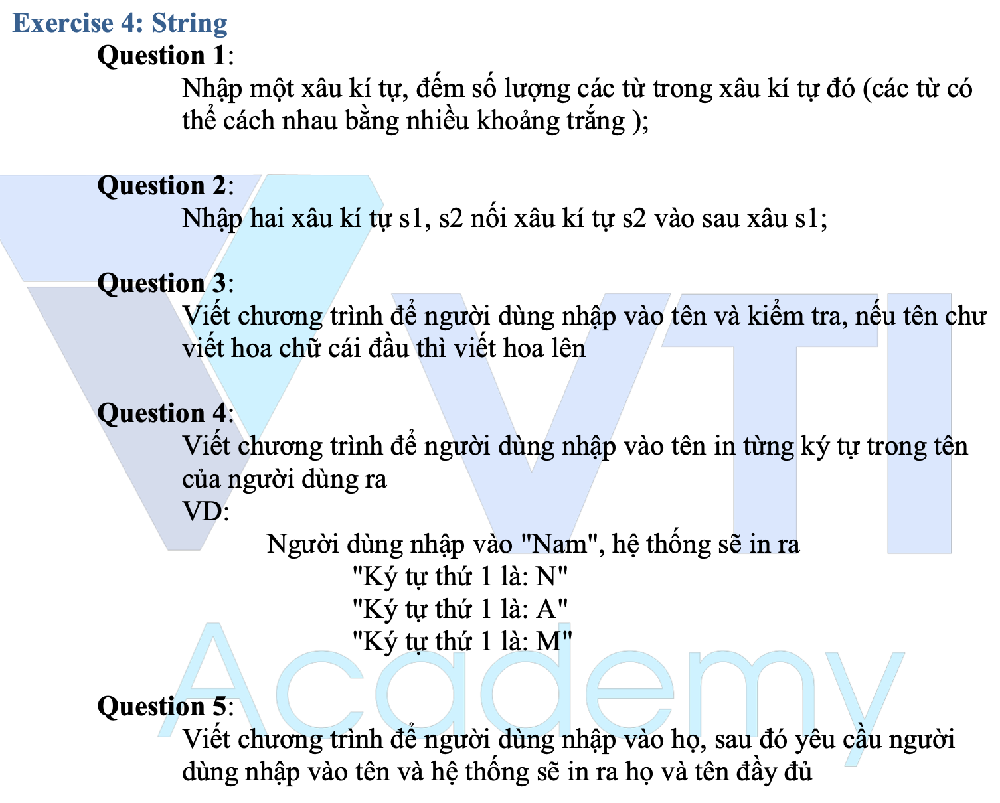 Exercise 4: String
Question 1:
Nhập một xâu kí tự, đếm số lượng các từ trong xâu kí tự đó (các từ có
thể cách nhau bằng nhiều khoảng trắng );
Question 2:
Nhập hai xâu kí tự s1, s2 nối xâu kí tự s2 vào sau xâu s1;
Question 3:
Viết chương trình để người dùng nhập vào tên và kiểm tra, nếu tên chư
viết hoa chữ cái đầu thì viết hoa lên
Question 4:
Viết chương trình để người dùng nhập vào tên in từng ký tự trong tên
của người dùng ra
VD:
Người dùng nhập vào "Nam", hệ thống sẽ in ra
"Ký tự thứ 1 là: N"
"Ký tự thứ 1 là: A"
"Ký tự thứ 1 là: M"
Question 5:
Viết chương trình để người dùng nhập vào họ, sau đó yêu cầu người
dùng nhập vào tên và hệ thống sẽ in ra họ và tên đầy đủ
VTI
Academy